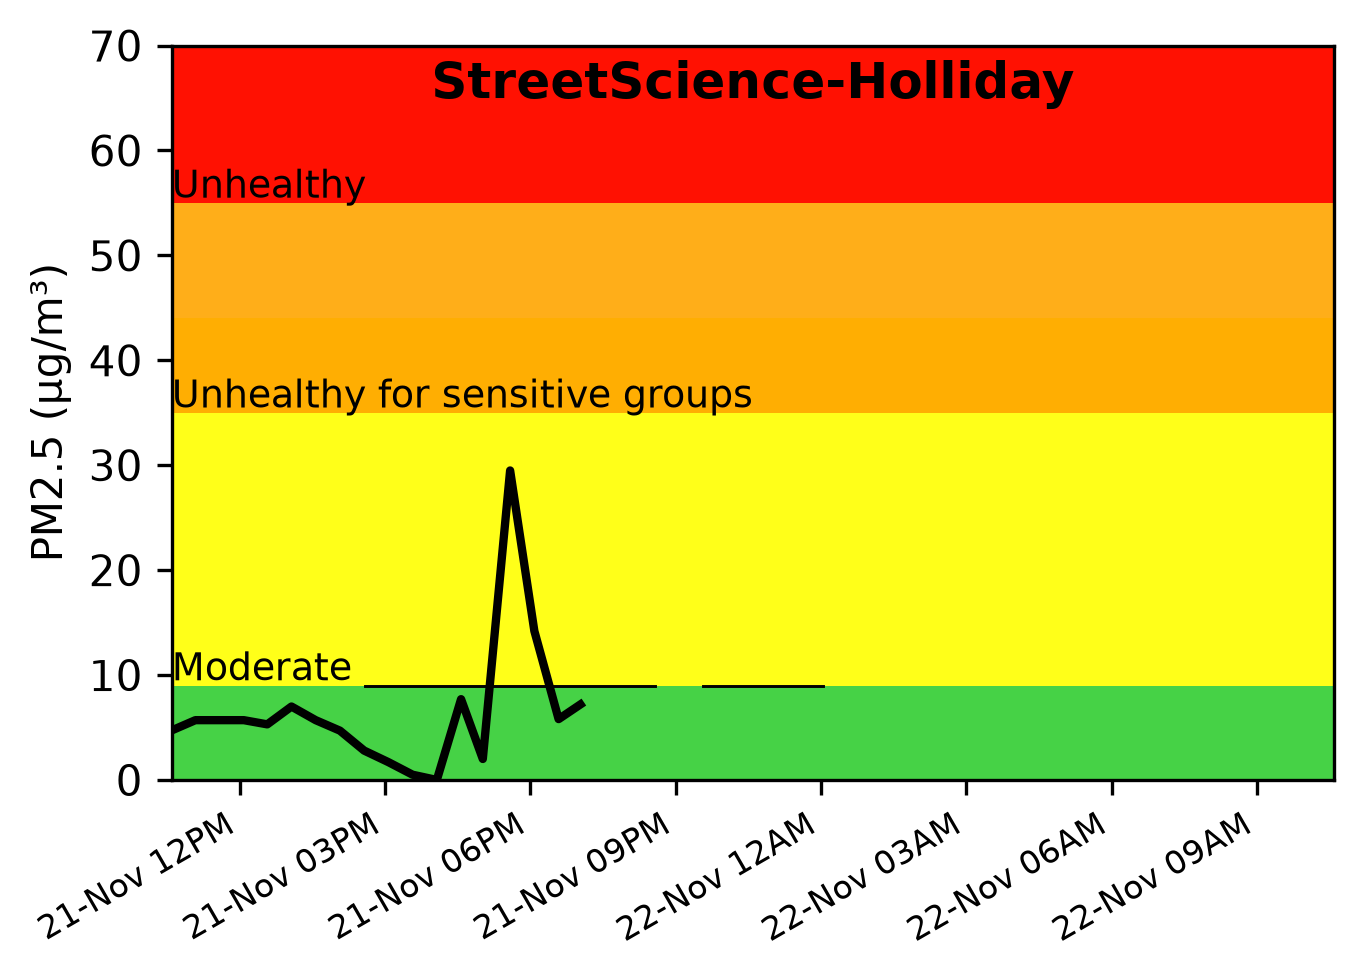 StreetScience-Holliday
70
60
50
40
30
20
10
0
PM2.5 (µg/m³)
Unhealthy
Unhealthy for sensitive groups
Moderate
21-Nov 12PM
21-Nov 03PM
21-Nov 06PM
21-Nov 09PM
22-Nov 12AM
22-Nov 03AM
22-Nov 06AM
22-Nov 09AM